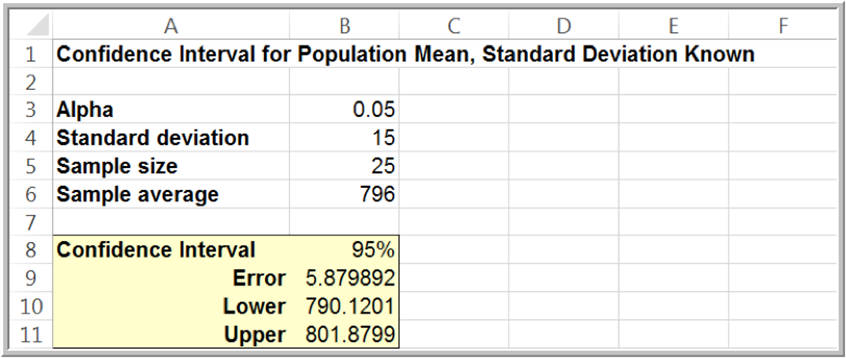 A B C D E F
1 Confidence Interval for Population Mean, Standard Deviation Known
2
3 Alpha 0.05
4 Standard deviation 15
5 Sample size 25
6 Sample average 796
7
8 Confidence Interval 95%
9 Error 5.879892
10 Lower 790.1201
11 Upper 801.8799